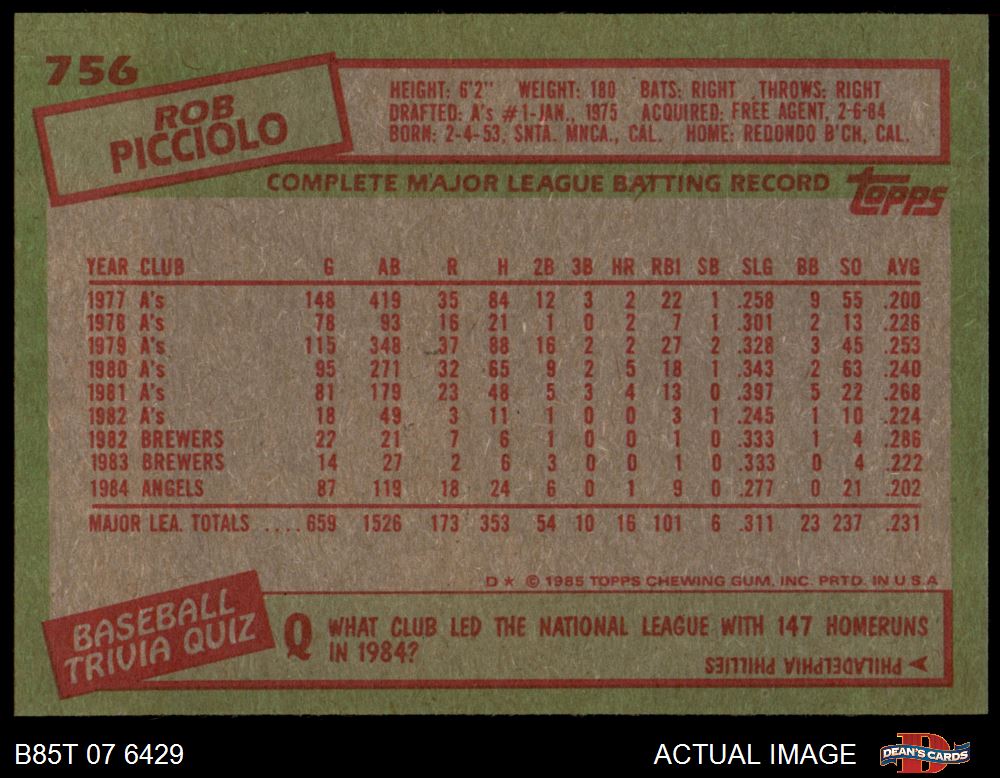 756
ROB
PICCIOLO
HEIGHT: 6'2" WEIGHT: 180 BATS: RIGHT THROWS: RIGHT
DRAFTED: A's #1-JAN., 1975 ACQUIRED: FREE AGENT, 2-6-84
BORN: 2-4-53, SNTA. MNCA., CAL. HOME: REDONDO B'CH, CAL.
COMPLETE MAJOR LEAGUE BATTING RECORD
topps
YEAR CLUB G AB R H 2B 3B HR RBI SB SLG BB SO AVG
1977 A's 148 419 35 84 12 3 2 22 1 .258 9 55 .200
1978 A's 78 93 16 21 1 0 2 7 1 .301 2 13 .226
1979 A's 115 348 37 88 16 2 2 27 2 .328 3 45 .253
1980 A's 95 271 32 65 9 2 5 18 1 .343 2 63 .240
1981 A's 81 179 23 48 5 3 4 13 0 .397 5 22 .268
1982 A's 18 49 3 11 1 0 0 3 1 .245 1 10 .224
1982 BREWERS 22 21 7 6 1 0 0 1 0 .333 1 4 .286
1983 BREWERS 14 27 2 6 3 0 0 1 0 .333 0 4 .222
1984 ANGELS 87 119 18 24 6 0 1 9 0 .277 0 21 .202
MAJOR LEA. TOTALS ....659 1526 173 353 54 10 16 101 6 .311 23 237 .231
D★ © 1985 TOPPS CHEWING GUM, INC. PRTD. IN U.S.A
BASEBALL
TRIVIA QUIZ
Q WHAT CLUB LED THE NATIONAL LEAGUE WITH 147 HOMERUNS
IN 1984?
PHILADELPHIA PHILLIES
B85T 07 6429
ACTUAL IMAGE
D
DEAN'S CARDS